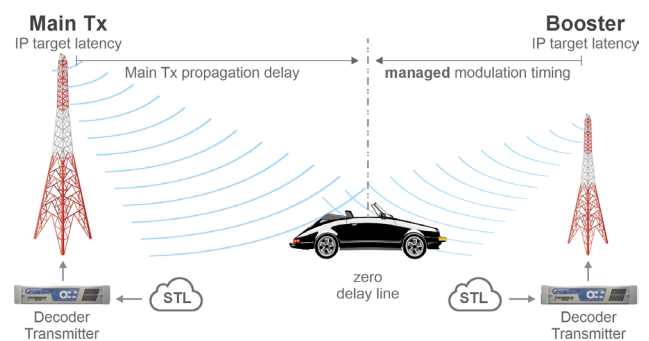 Main Tx
IP target latency
Booster
IP target latency
Main Tx propagation delay
managed modulation timing
zero
delay line
STL
STL
Decoder
Transmitter
Decoder
Transmitter